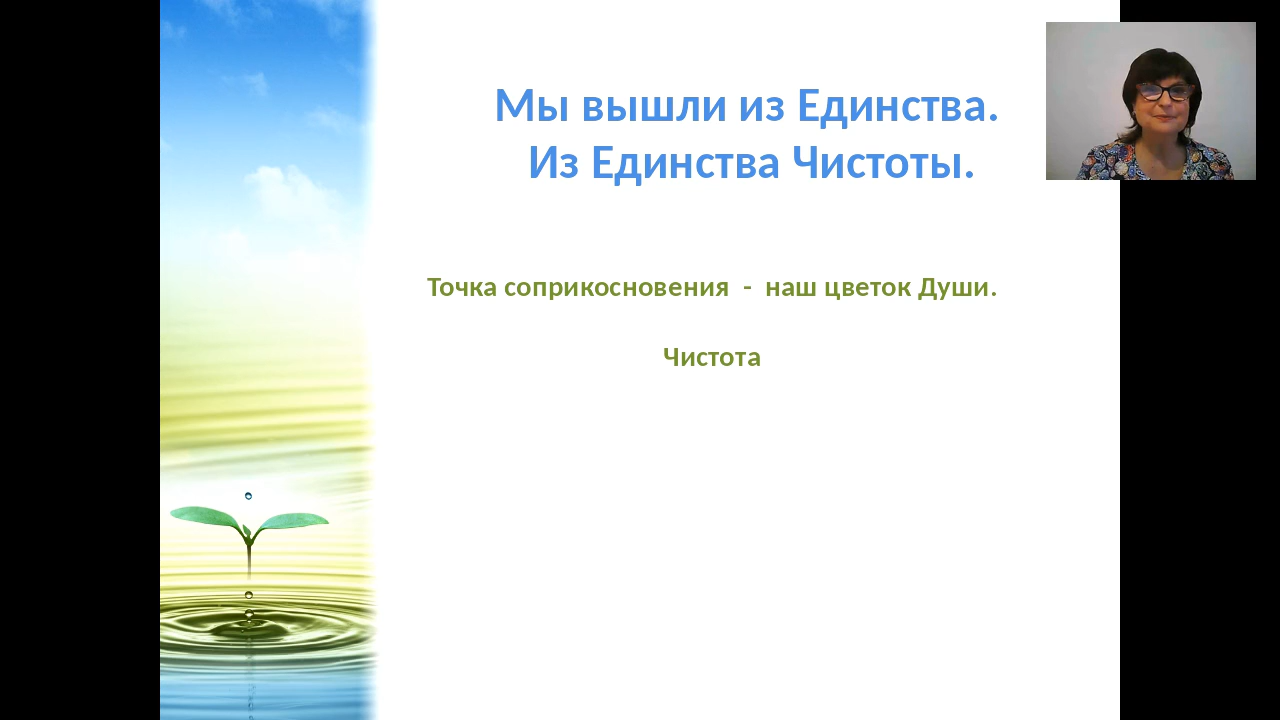 Мы вышли из Единства.
Из Единства Чистоты.
Точка соприкосновения  -  наш цветок Души.
Чистота